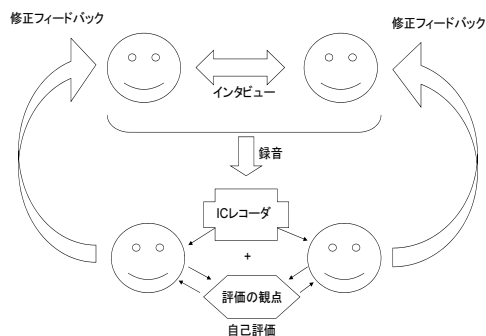 修正フィードバック
修正フィードバック
インタビュー
録音
ICレコーダ
+
評価の観点
自己評価